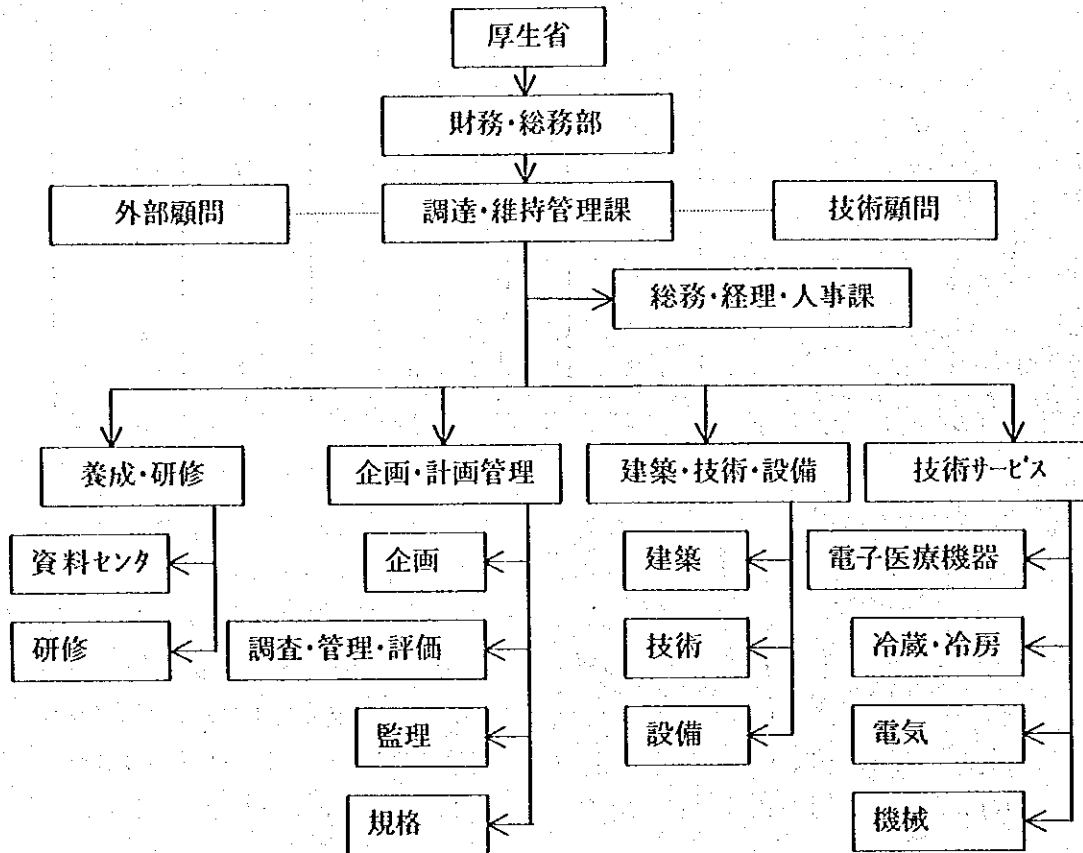 厚生省
財務・総務部
外部顧問
調達・維持管理課
技術顧問
総務・経理・人事課
養成・研修
企画・計画管理
建築・技術・設備
技術サービス
資料センタ
企画
建築
電子医療機器
研修
調査・管理・評価
技術
冷蔵・冷房
監理
設備
電気
規格
機械